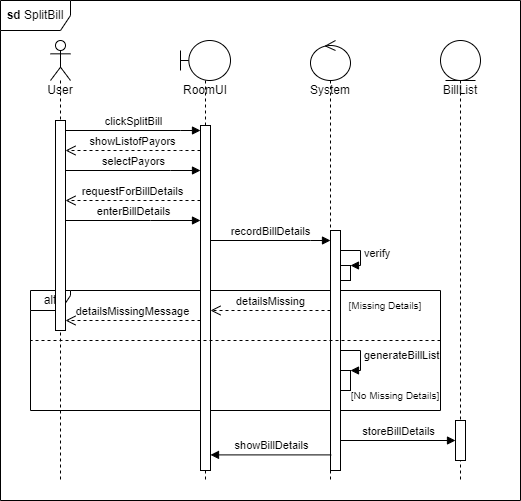 sd SplitBill
User
RoomUI
System
BillList
clickSplitBill
showListofPayors
selectPayors
requestForBillDetails
enterBillDetails
recordBillDetails
verify
alt
detailsMissing
[Missing Details]
detailsMissingMessage
generateBillList
[No Missing Details]
storeBillDetails
showBillDetails